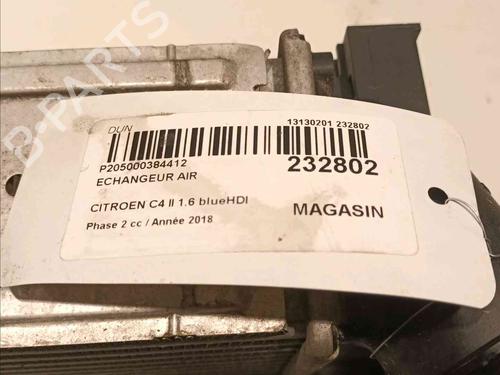 DUN
P205000384412
ECHANGEUR AIR
CITROEN C4 II 1.6 blueHDI
Phase 2 cc / Année 2018
13130201 232802
232802
MAGASIN